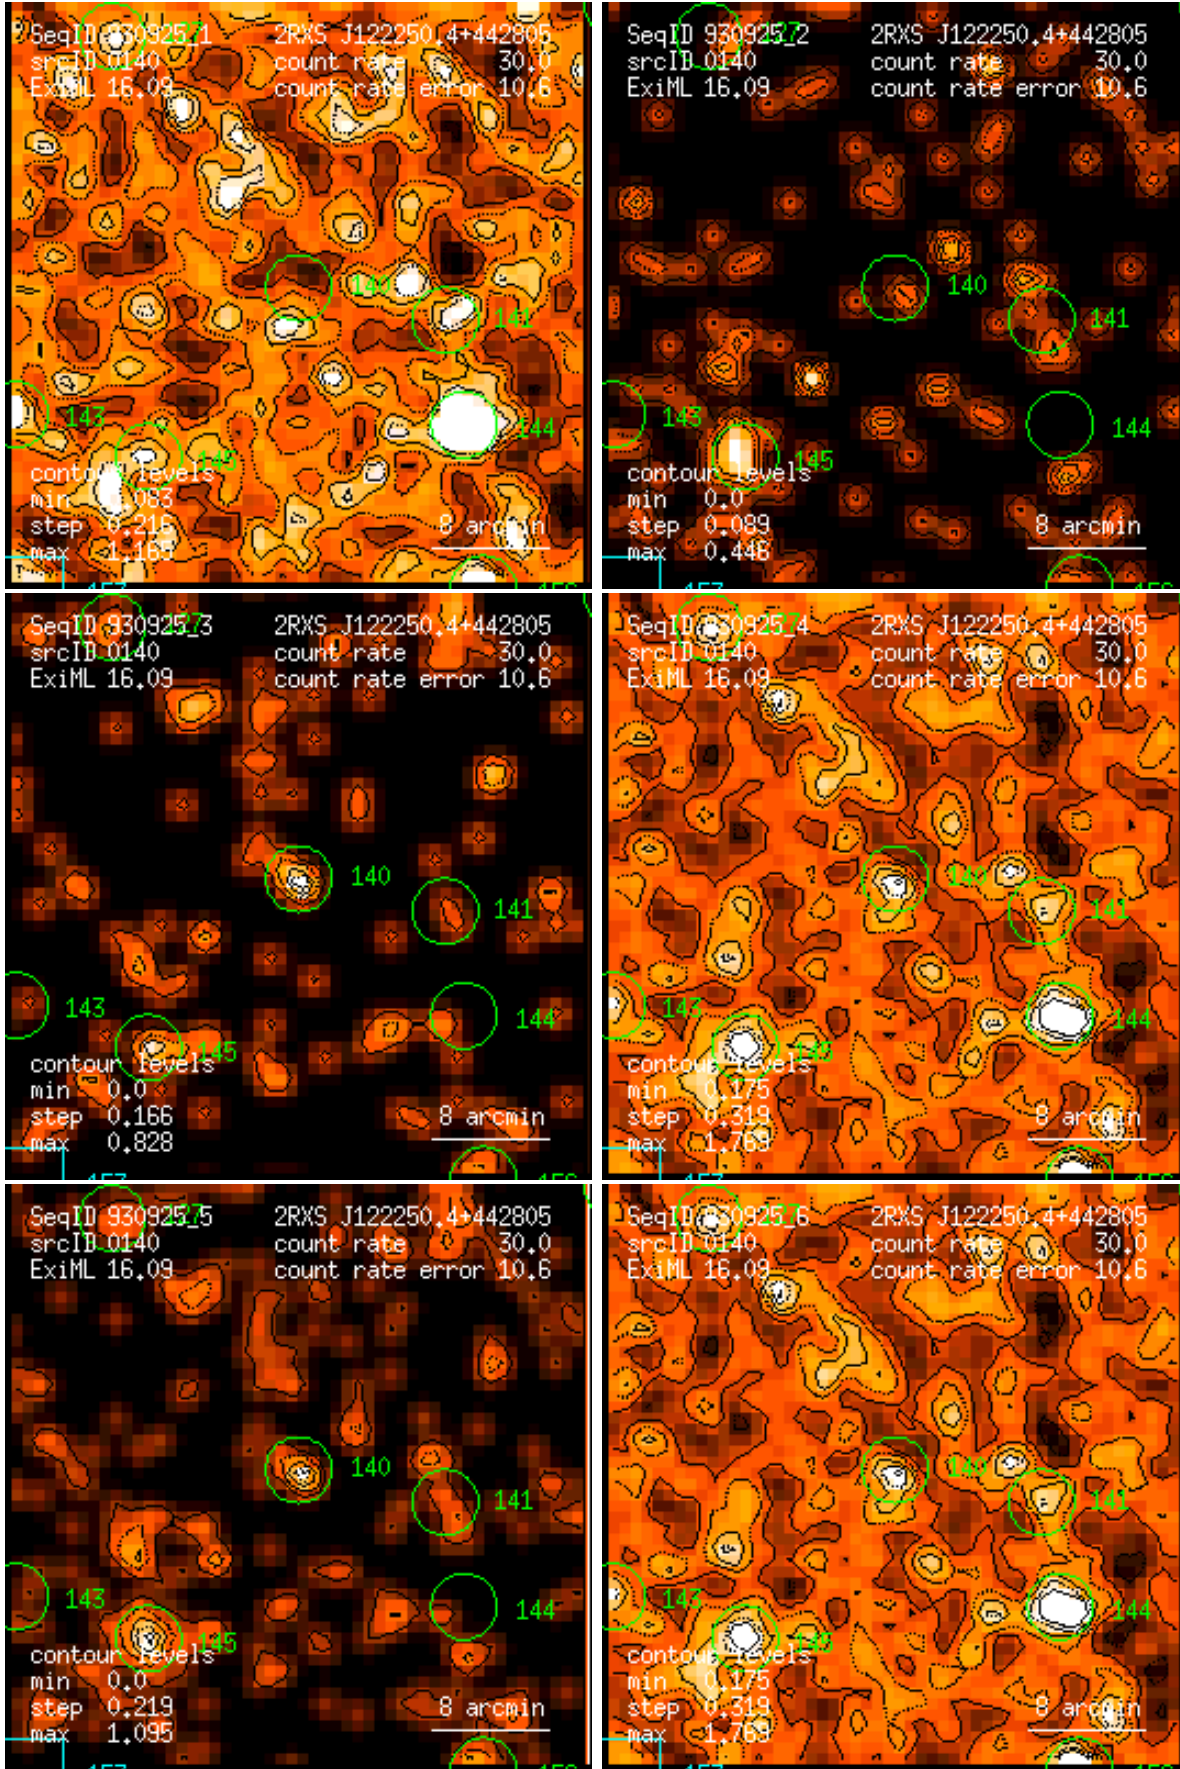 SeqID 930925_1 127 2RXS J122250.4+442805
srcID 0140 count rate 30.0
ExiML 16.09 count rate error 10.6
140
141
143
144
145
contour levels
min 0.083
step 0.216 8 arcmin
max 1.165
157
SeqID 930925_2 127 2RXS J122250.4+442805
srcID 0140 count rate 30.0
ExiML 16.09 count rate error 10.6
140
141
143
144
145
contour levels
min 0.0
step 0.089 8 arcmin
max 0.446
157
SeqID 930925_3 127 2RXS J122250.4+442805
srcID 0140 count rate 30.0
ExiML 16.09 count rate error 10.6
140
141
143
144
145
contour levels
min 0.0
step 0.166 8 arcmin
max 0.828
157
SeqID 930925_4 2RXS J122250.4+442805
srcID 0140 count rate 30.0
ExiML 16.09 count rate error 10.6
140
141
143
144
145
contour levels
min 0.175
step 0.319 8 arcmin
max 1.769
157
SeqID 930925_5 127 2RXS J122250.4+442805
srcID 0140 count rate 30.0
ExiML 16.09 count rate error 10.6
140
141
143
144
145
contour levels
min 0.0
step 0.219 8 arcmin
max 1.095
157
SeqID 930925_6 2RXS J122250.4+442805
srcID 0140 count rate 30.0
ExiML 16.09 count rate error 10.6
140
141
143
144
145
contour levels
min 0.175
step 0.319 8 arcmin
max 1.769
157